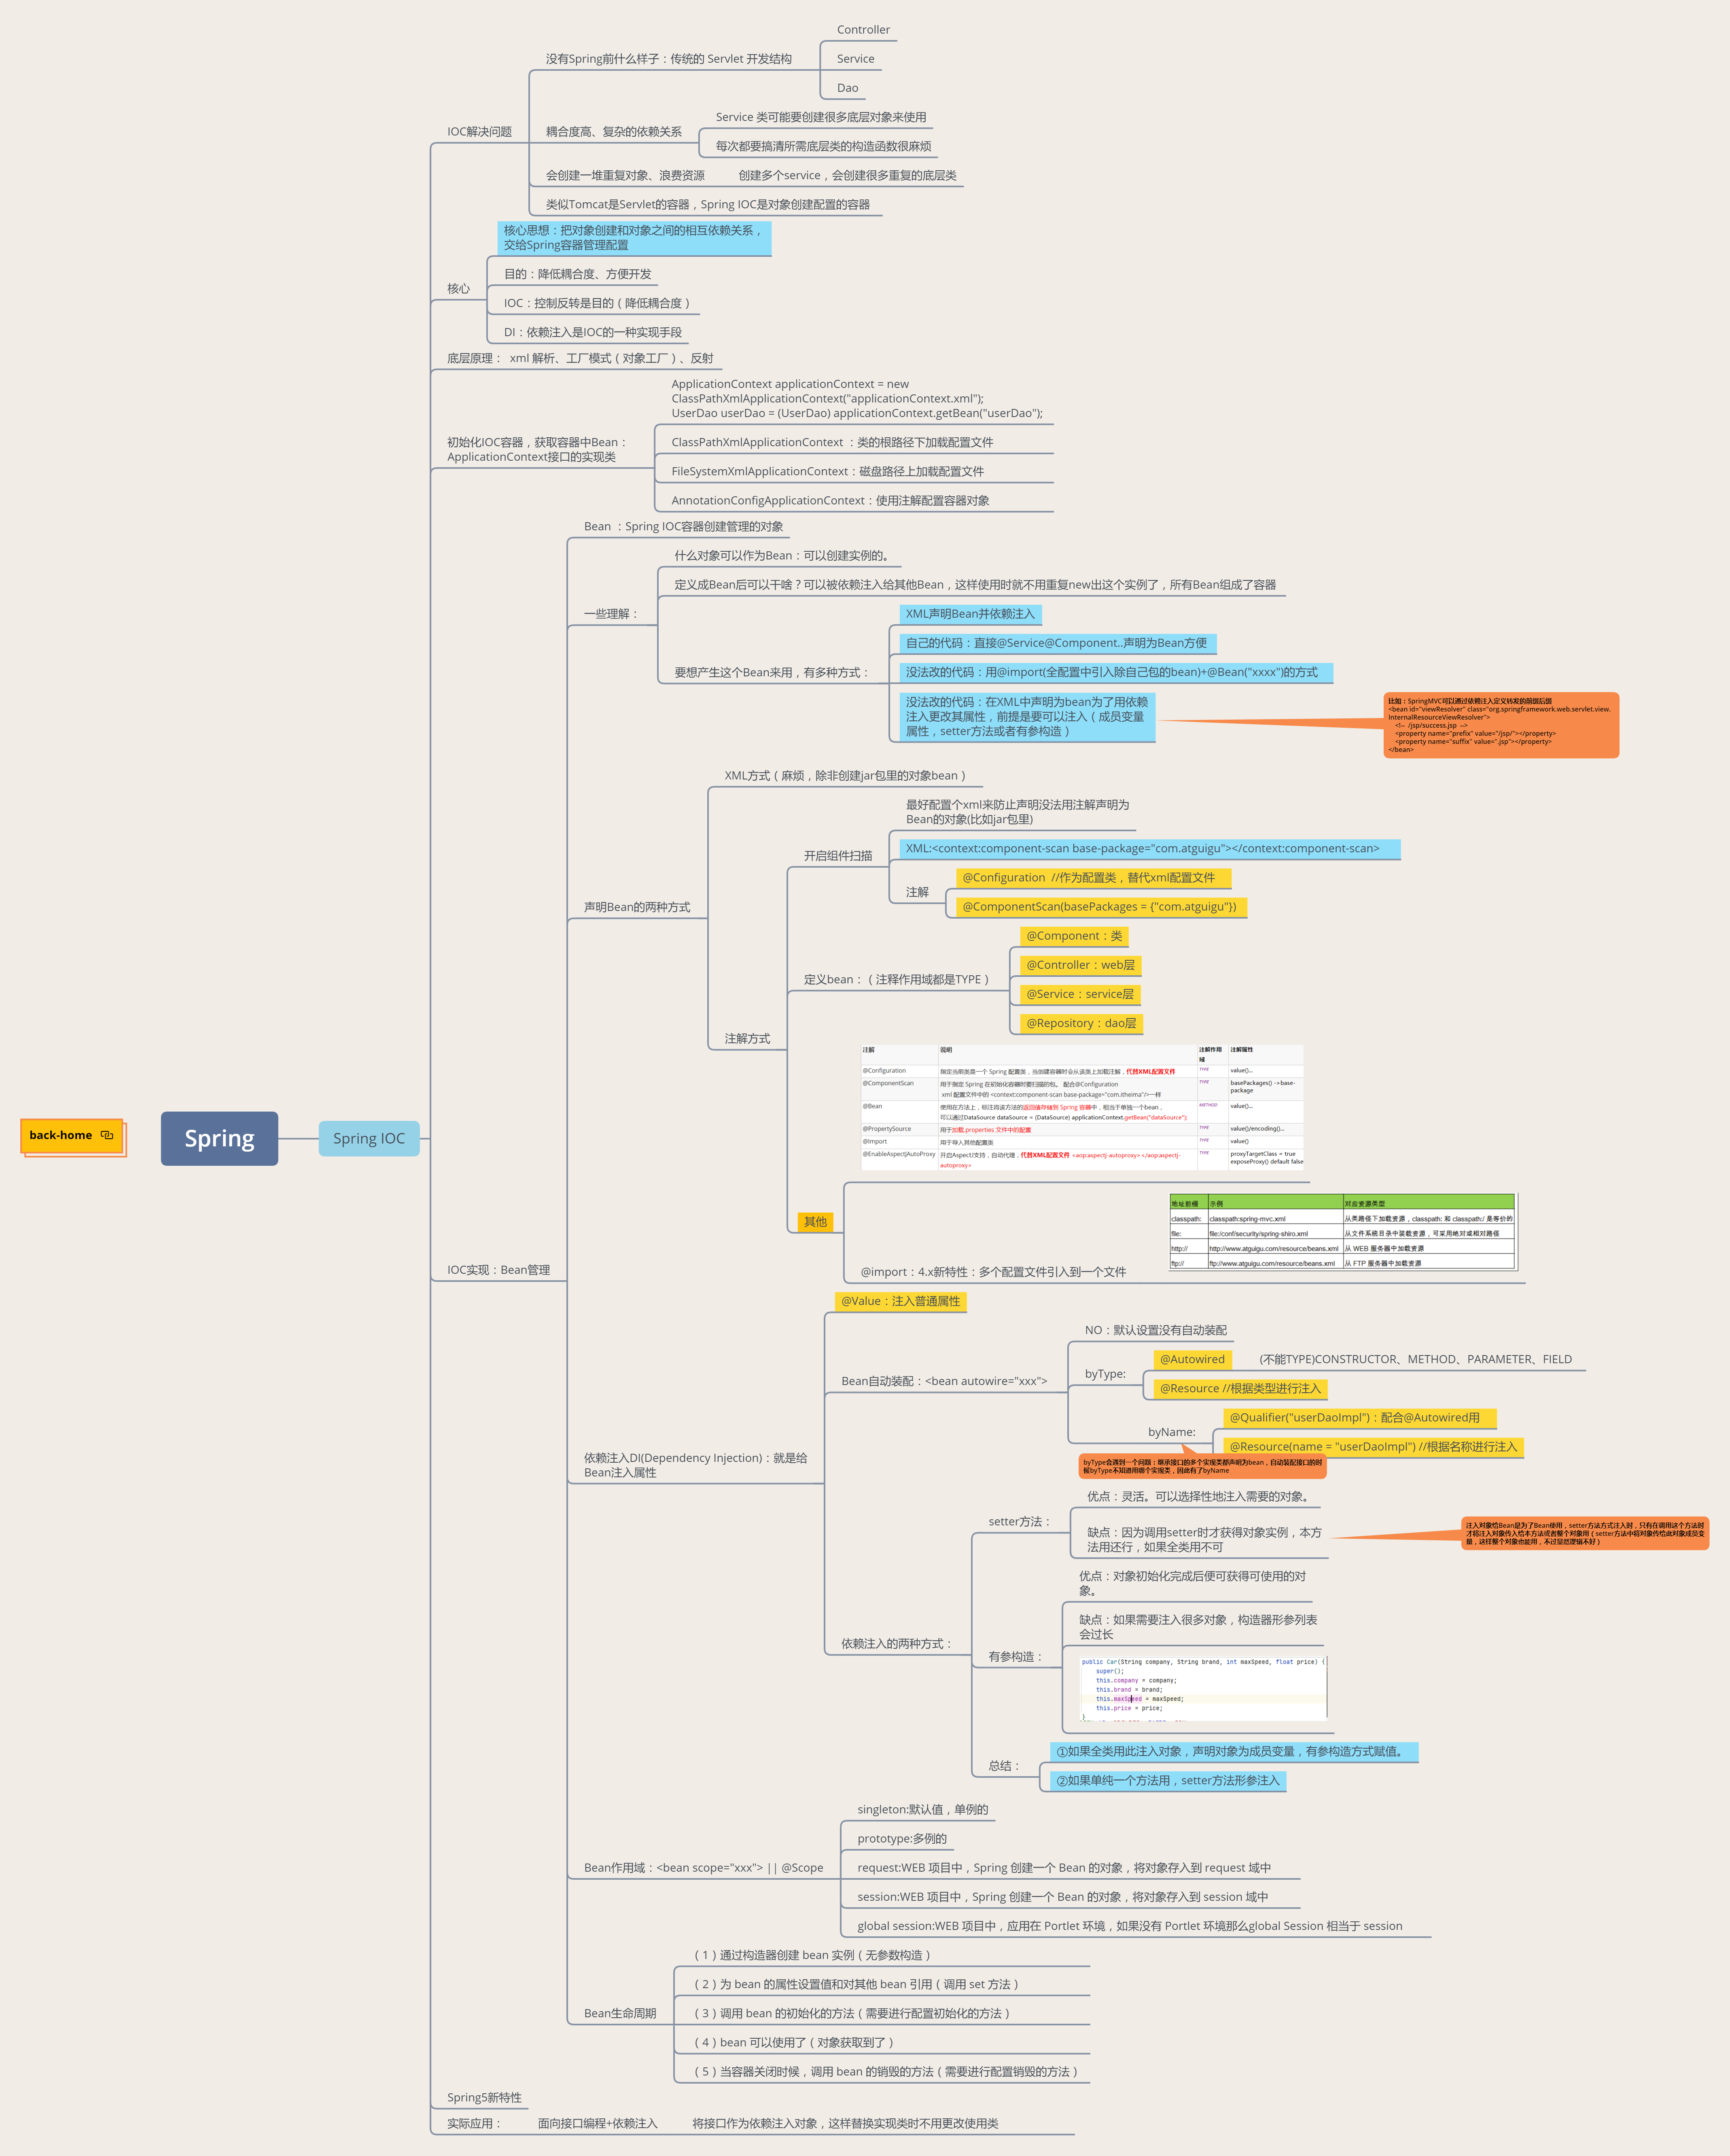 Controller
没有Spring前什么样子：传统的 Servlet 开发结构
Service
Dao
Service 类可能要创建很多底层对象来使用
IOC解决问题
耦合度高、复杂的依赖关系
每次都要搞清所需底层类的构造函数很麻烦
会创建一堆重复对象、浪费资源
创建多个service，会创建很多重复的底层类
类似Tomcat是Servlet的容器，Spring IOC是对象创建配置的容器
核心思想：把对象创建和对象之间的相互依赖关系，
交给Spring容器管理配置
目的：降低耦合度、方便开发
核心
IOC：控制反转是目的（降低耦合度）
DI：依赖注入是IOC的一种实现手段
底层原理： xml 解析、工厂模式（对象工厂）、反射
ApplicationContext applicationContext = new
ClassPathXmlApplicationContext("applicationContext.xml");
UserDao userDao = (UserDao) applicationContext.getBean("userDao");
初始化IOC容器，获取容器中Bean：
ApplicationContext接口的实现类
ClassPathXmlApplicationContext ：类的根路径下加载配置文件
FileSystemXmlApplicationContext：磁盘路径上加载配置文件
AnnotationConfigApplicationContext：使用注解配置容器对象
Bean ：Spring IOC容器创建管理的对象
什么对象可以作为Bean：可以创建实例的。
定义成Bean后可以干啥？可以被依赖注入给其他Bean，这样使用时就不用重复new出这个实例了，所有Bean组成了容器
一些理解：
XML声明Bean并依赖注入
自己的代码：直接@Service@Component..声明为Bean方便
要想产生这个Bean来用，有多种方式：
没法改的代码：用@import(全配置中引入除自己包的bean)+@Bean("xxxx")的方式
没法改的代码：在XML中声明为bean为了用依赖
注入更改其属性，前提是要可以注入（成员变量
属性，setter方法或者有参构造）
比如：SpringMVC可以通过依赖注入定义转发的前缀后缀
<bean id="viewResolver" class="org.springframework.web.servlet.view.
InternalResourceViewResolver">
<!-- /jsp/success.jsp -->
<property name="prefix" value="/jsp/"></property>
<property name="suffix" value=".jsp"></property>
</bean>
XML方式（麻烦，除非创建jar包里的对象bean）
最好配置个xml来防止声明没法用注解声明为
Bean的对象(比如jar包里)
开启组件扫描
XML:<context:component-scan base-package="com.atguigu"></context:component-scan>
注解
@Configuration //作为配置类，替代xml配置文件
@ComponentScan(basePackages = {"com.atguigu"})
声明Bean的两种方式
@Component：类
@Controller：web层
定义bean：（注释作用域都是TYPE）
@Service：service层
@Repository：dao层
注解方式
注解 说明 注解作用域 注解属性
@Configuration 指定当前类是一个 Spring 配置类，当创建容器时会从该类上加载注解，代替XML配置文件 TYPE value()...
@ComponentScan 用于指定 Spring 在初始化容器时要扫描的包。 配合@Configuration TYPE basePackages() ->base-package
xml 配置文件中的 <context:component-scan base-package="com.itheima"/>一样
@Bean 使用在方法上，标注将该方法的返回值存储到 Spring 容器中，相当于单独一个bean， METHOD value()...
可以通过DataSource dataSource = (DataSource) applicationContext.getBean("dataSource");
@PropertySource 用于加载.properties 文件中的配置 TYPE value()/encoding()...
@Import 用于导入其他配置类 TYPE value()
@EnableAspectJAutoProxy 开启AspectJ支持，自动代理，代替XML配置文件 <aop:aspectj-autoproxy> </aop:aspectj-autoproxy> TYPE proxyTargetClass = true
exposeProxy() default false
back-home
Spring
Spring IOC
其他
地址前缀 示例 对应资源类型
classpath: classpath:spring-mvc.xml 从类路径下加载资源，classpath: 和 classpath:/ 是等价的
file: file:/conf/security/spring-shiro.xml 从文件系统目录中装载资源，可采用绝对或相对路径
http:// http://www.atguigu.com/resource/beans.xml 从 WEB 服务器中加载资源
ftp:// ftp://www.atguigu.com/resource/beans.xml 从 FTP 服务器中加载资源
@import：4.x新特性：多个配置文件引入到一个文件
IOC实现：Bean管理
@Value：注入普通属性
NO：默认设置没有自动装配
Bean自动装配：<bean autowire="xxx">
byType:
@Autowired
(不能TYPE)CONSTRUCTOR、METHOD、PARAMETER、FIELD
@Resource //根据类型进行注入
byName:
@Qualifier("userDaoImpl")：配合@Autowired用
@Resource(name = "userDaoImpl") //根据名称进行注入
byType会遇到一个问题：继承接口的多个实现类都声明为bean，自动装配接口的时
候byType不知道用哪个实现类，因此有了byName
依赖注入DI(Dependency Injection)：就是给
Bean注入属性
优点：灵活。可以选择性地注入需要的对象。
setter方法：
缺点：因为调用setter时才获得对象实例，本方
法用还行，如果全类用不可
注入对象给Bean是为了Bean使用，setter方法方式注入时，只有在调用这个方法时
才将注入对象传入给本方法或者整个对象用（setter方法中将对象传给此对象成员变
量，这样整个对象也能用，不过显然逻辑不好）
优点：对象初始化完成后便可获得可使用的对
象。
缺点：如果需要注入很多对象，构造器形参列表
会过长
依赖注入的两种方式：
有参构造：
public Car(String company, String brand, int maxSpeed, float price) {
super();
this.company = company;
this.brand = brand;
this.maxSpeed = maxSpeed;
this.price = price;
}
总结：
①如果全类用此注入对象，声明对象为成员变量，有参构造方式赋值。
②如果单纯一个方法用，setter方法形参注入
singleton:默认值，单例的
prototype:多例的
Bean作用域：<bean scope="xxx"> || @Scope
request:WEB 项目中，Spring 创建一个 Bean 的对象，将对象存入到 request 域中
session:WEB 项目中，Spring 创建一个 Bean 的对象，将对象存入到 session 域中
global session:WEB 项目中，应用在 Portlet 环境，如果没有 Portlet 环境那么global Session 相当于 session
（1）通过构造器创建 bean 实例（无参数构造）
（2）为 bean 的属性设置值和对其他 bean 引用（调用 set 方法）
Bean生命周期
（3）调用 bean 的初始化的方法（需要进行配置初始化的方法）
（4）bean 可以使用了（对象获取到了）
（5）当容器关闭时候，调用 bean 的销毁的方法（需要进行配置销毁的方法）
Spring5新特性
实际应用：
面向接口编程+依赖注入
将接口作为依赖注入对象，这样替换实现类时不用更改使用类